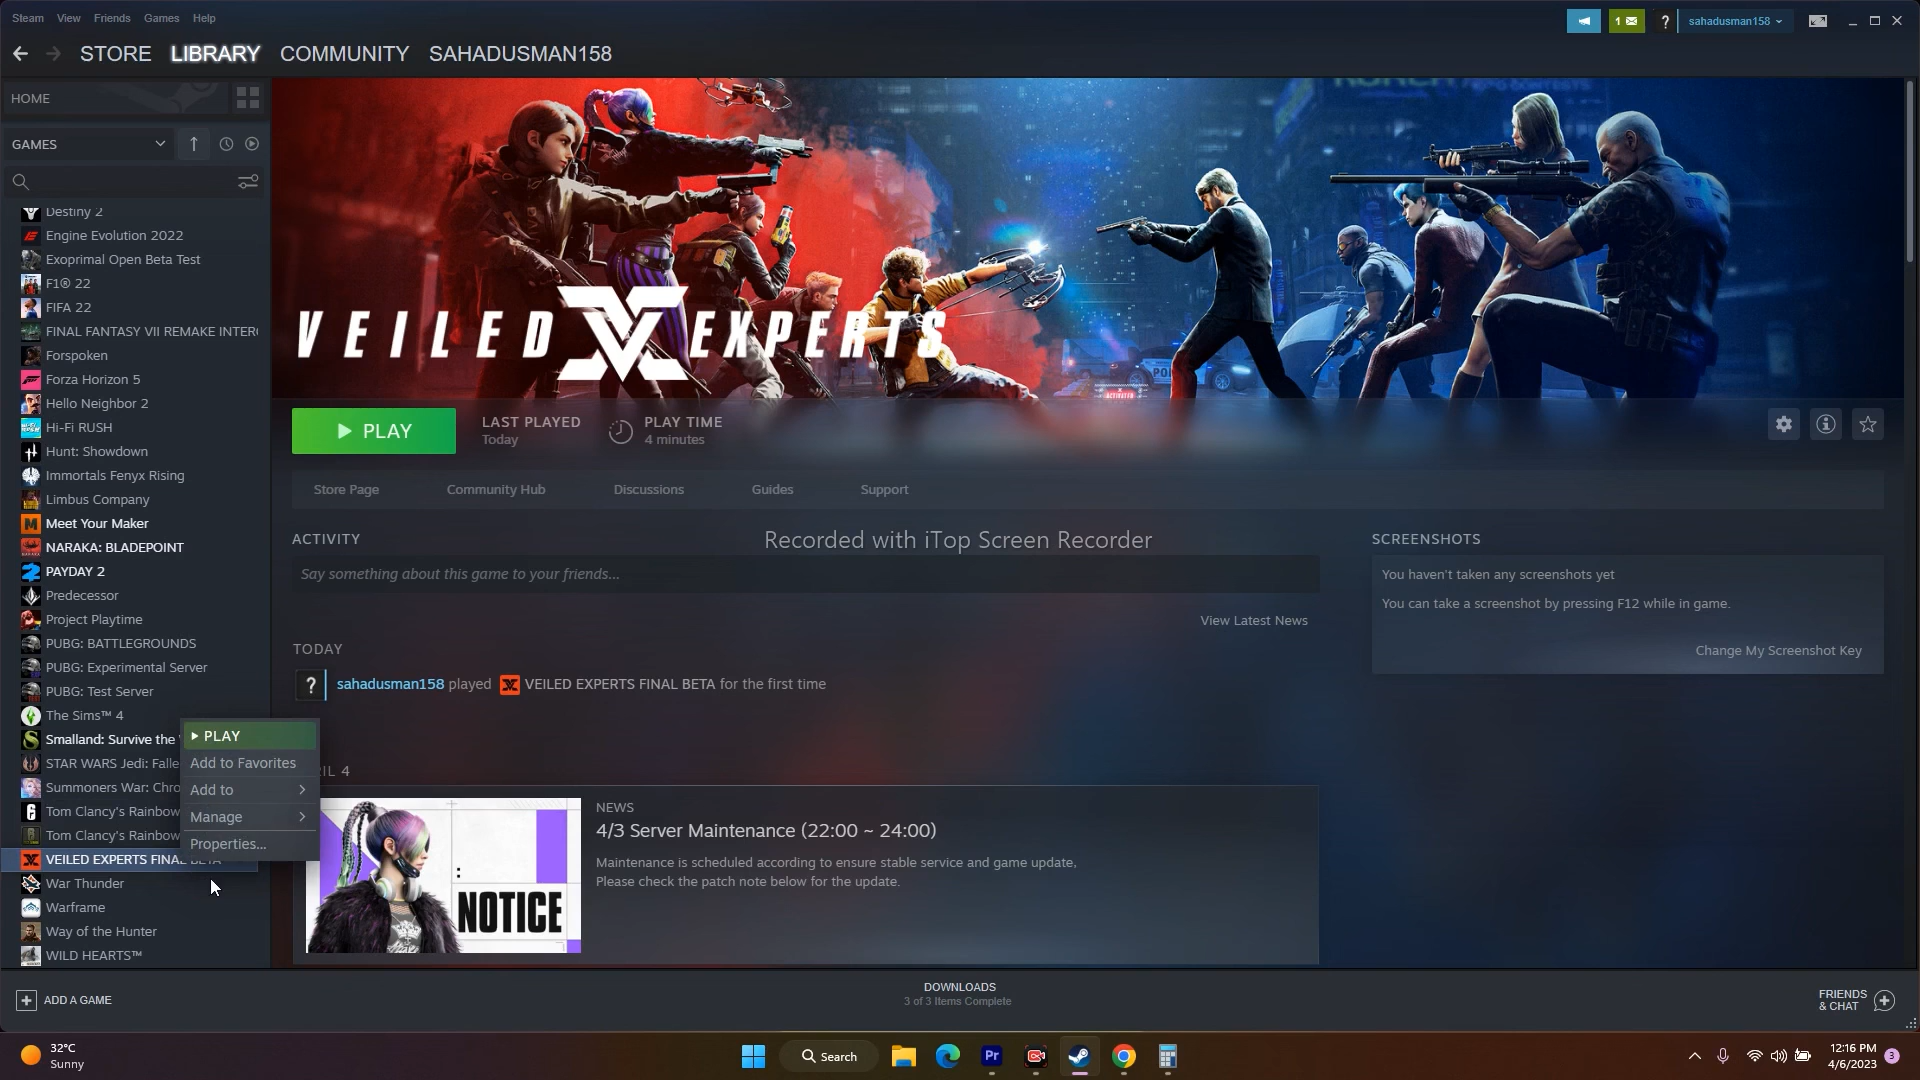 Steam View Friends Games Help
1
?
sahadusman158
STORE LIBRARY COMMUNITY SAHADUSMAN158
HOME
GAMES
Destiny 2
Engine Evolution 2022
Exoprimal Open Beta Test
F1® 22
FIFA 22
FINAL FANTASY VII REMAKE INTER
Forspoken
Forza Horizon 5
Hello Neighbor 2
Hi-Fi RUSH
Hunt: Showdown
Immortals Fenyx Rising
Limbus Company
Meet Your Maker
NARAKA: BLADEPOINT
PAYDAY 2
Predecessor
Project Playtime
PUBG: BATTLEGROUNDS
PUBG: Experimental Server
PUBG: Test Server
The Sims™ 4
Smalland: Survive the
STAR WARS Jedi: Falle
Summoners War: Chro
Tom Clancy's Rainbow
Tom Clancy's Rainbow
VEILED EXPERTS FINAL BETA
War Thunder
Warframe
Way of the Hunter
WILD HEARTS™
PLAY
Add to Favorites
Add to
Manage
Properties...
VEILED EXPERTS
PLAY
LAST PLAYED
Today
PLAY TIME
4 minutes
Store Page Community Hub Discussions Guides Support
ACTIVITY
Recorded with iTop Screen Recorder
Say something about this game to your friends...
View Latest News
TODAY
? sahadusman158 played VEILED EXPERTS FINAL BETA for the first time
RIL 4
NOTICE
NEWS
4/3 Server Maintenance (22:00 ~ 24:00)
Maintenance is scheduled according to ensure stable service and game update,
Please check the patch note below for the update.
SCREENSHOTS
You haven't taken any screenshots yet
You can take a screenshot by pressing F12 while in game.
Change My Screenshot Key
ADD A GAME
DOWNLOADS
3 of 3 Items Complete
FRIENDS
& CHAT
32°C
Sunny
Search
Pr
12:16 PM
4/6/2023
3